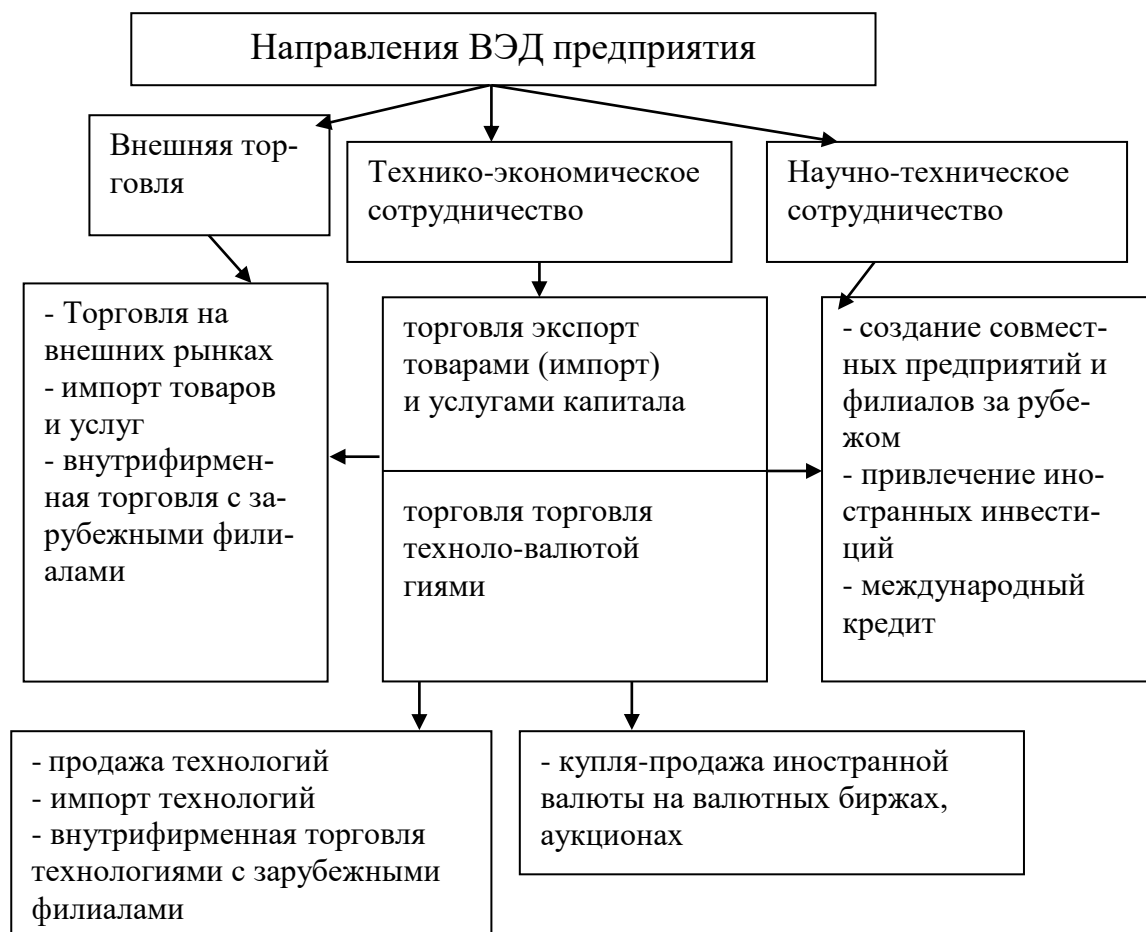 Направления ВЭД предприятия
Внешняя тор-
говля
Технико-экономическое
сотрудничество
Научно-техническое
сотрудничество
- Торговля на
внешних рынках
- импорт товаров
и услуг
- внутрифирмен-
ная торговля с за-
рубежными фили-
алами
торговля экспорт
товарами (импорт)
и услугами капитала
торговля торговля
техноло-валютой
гиями
- создание совмест-
ных предприятий и
филиалов за рубе-
жом
- привлечение ино-
странных инвести-
ций
- международный
кредит
- продажа технологий
- импорт технологий
- внутрифирменная торговля
технологиями с зарубежными
филиалами
- купля-продажа иностранной
валюты на валютных биржах,
аукционах